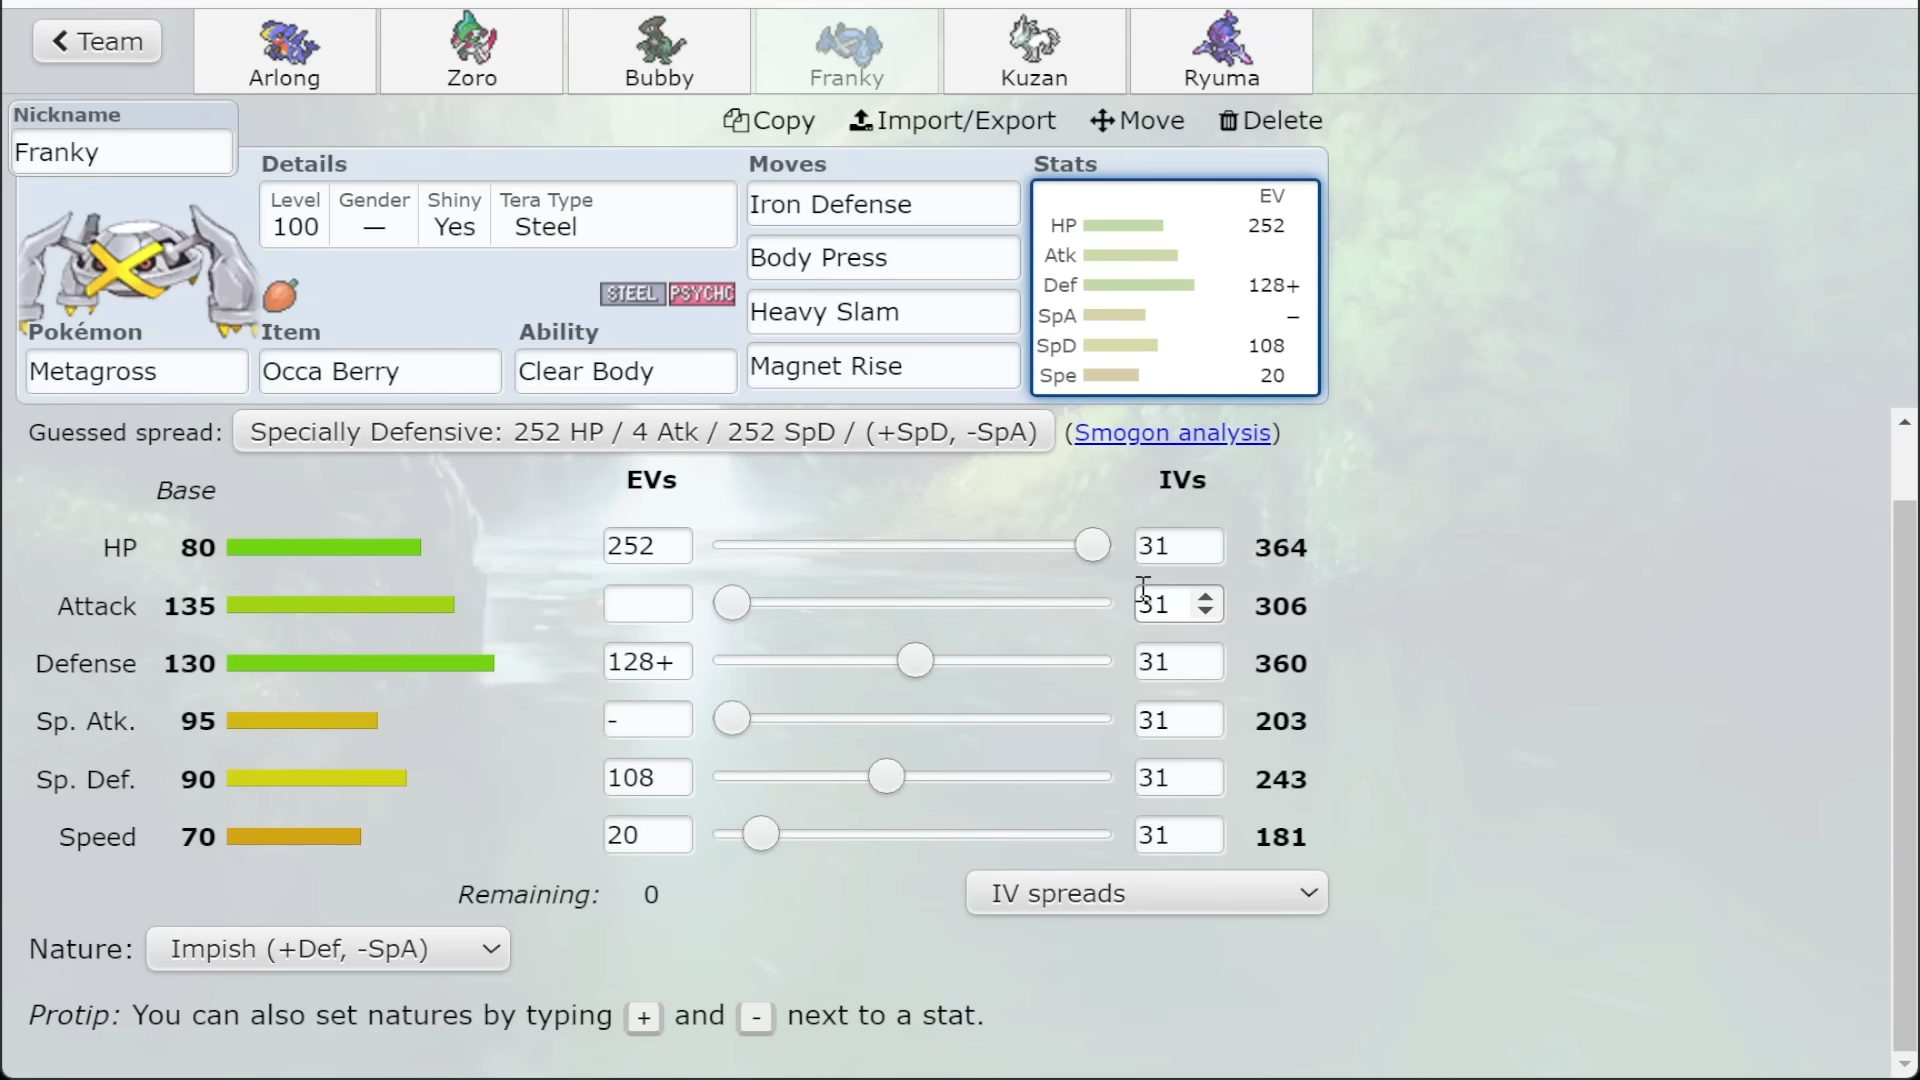 Team
Arlong
Zoro
Bubby
Franky
Kuzan
Ryuma
Nickname
Franky
Copy
Import/Export
Move
Delete
Details
Level
100
Gender
—
Shiny
Yes
Tera Type
Steel
STEEL
PSYCHC
Pokémon
Metagross
Item
Occa Berry
Ability
Clear Body
Moves
Iron Defense
Body Press
Heavy Slam
Magnet Rise
Stats
EV
HP 252
Atk
Def 128+
SpA –
SpD 108
Spe 20
Guessed spread: Specially Defensive: 252 HP / 4 Atk / 252 SpD / (+SpD, -SpA) (Smogon analysis)
Base EVs IVs
HP 80 252 31 364
Attack 135 31 306
Defense 130 128+ 31 360
Sp. Atk. 95 - 31 203
Sp. Def. 90 108 31 243
Speed 70 20 31 181
Remaining: 0
IV spreads
Nature: Impish (+Def, -SpA)
Protip: You can also set natures by typing + and - next to a stat.